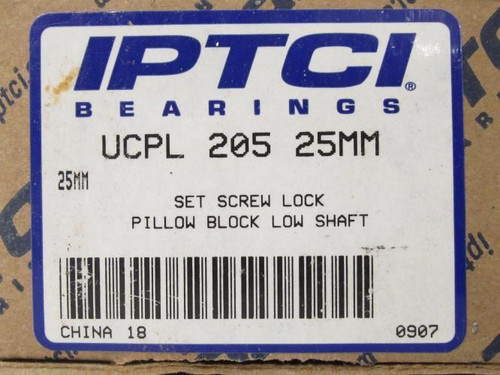 IPTCI®
BEARINGS
UCPL 205 25MM
25MM
SET SCREW LOCK
PILLOW BLOCK LOW SHAFT
CHINA 18
0907